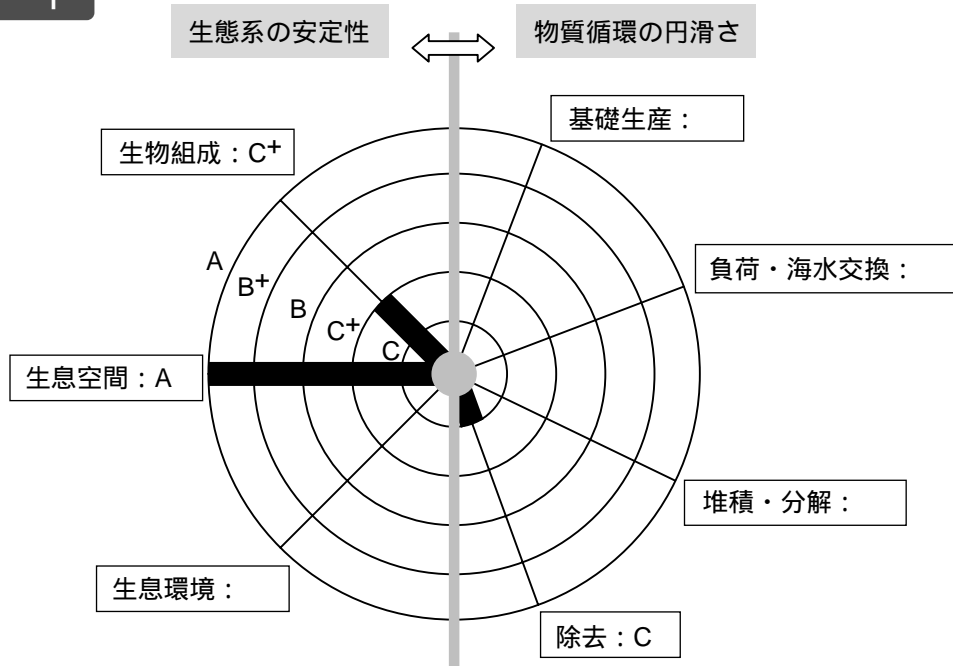 生態系の安定性
物質循環の円滑さ
基礎生産：
生物組成：C+
負荷・海水交換：
A
B+
B
C+
C
生息空間：A
堆積・分解：
生息環境：
除去：C